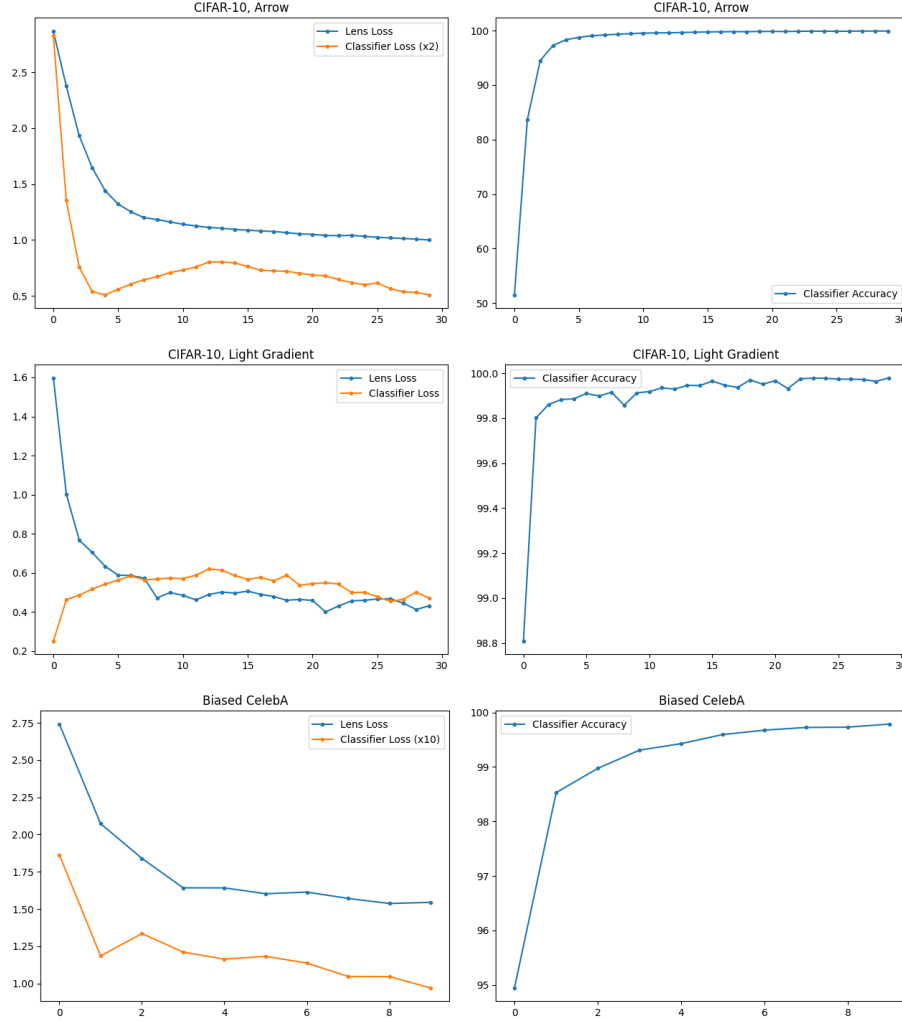 CIFAR-10, Arrow
Lens Loss
Classifier Loss (x2)
2.5
2.0
1.5
1.0
0.5
0 5 10 15 20 25 30
CIFAR-10, Arrow
100
90
80
70
60
50
Classifier Accuracy
0 5 10 15 20 25 30
CIFAR-10, Light Gradient
Lens Loss
Classifier Loss
1.6
1.4
1.2
1.0
0.8
0.6
0.4
0.2
0 5 10 15 20 25 30
CIFAR-10, Light Gradient
Classifier Accuracy
100.0
99.8
99.6
99.4
99.2
99.0
98.8
0 5 10 15 20 25 30
Biased CelebA
Lens Loss
Classifier Loss (x10)
2.75
2.50
2.25
2.00
1.75
1.50
1.25
1.00
0 2 4 6 8
Biased CelebA
Classifier Accuracy
100
99
98
97
96
95
0 2 4 6 8